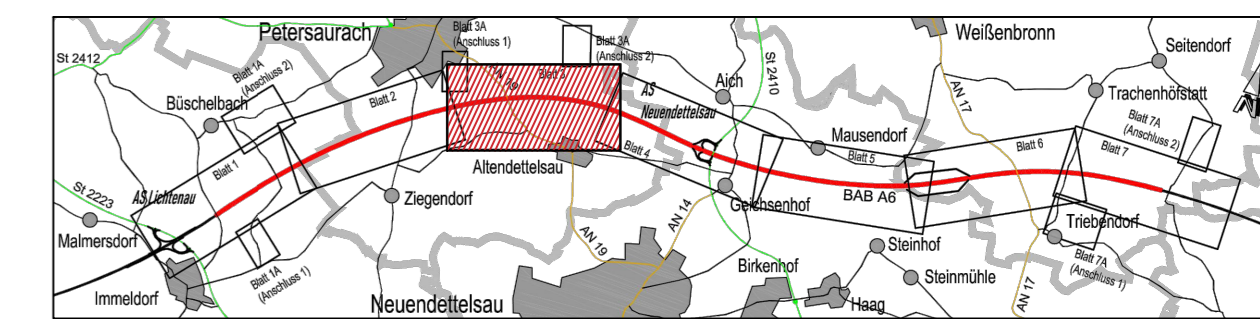 Petersaurach
Blatt 3A
(Anschluss 1)
Blatt 3A
(Anschluss 2)
Weißenbronn
Seitendorf
St 2412
Blatt 1A
(Anschluss 2)
Büschelbach
Blatt 2
AN 19
Blatt 3
AS
Neuendettelsau
Aich
St 2410
AN 17
Trachenhöfstatt
Blatt 7A
(Anschluss 2)
Mausendorf
Blatt 1
Altendettelsau
Blatt 4
Blatt 5
Blatt 6
Blatt 7
St 2223
AS Lichtenau
Ziegendorf
Geichsenhof
BAB A6
Malmersdorf
AN 19
AN 14
Triebendorf
Blatt 1A
(Anschluss 1)
Birkenhof
Steinhof
Steinmühle
Blatt 7A
(Anschluss 1)
Immeldorf
Neuendettelsau
Haag
AN 17